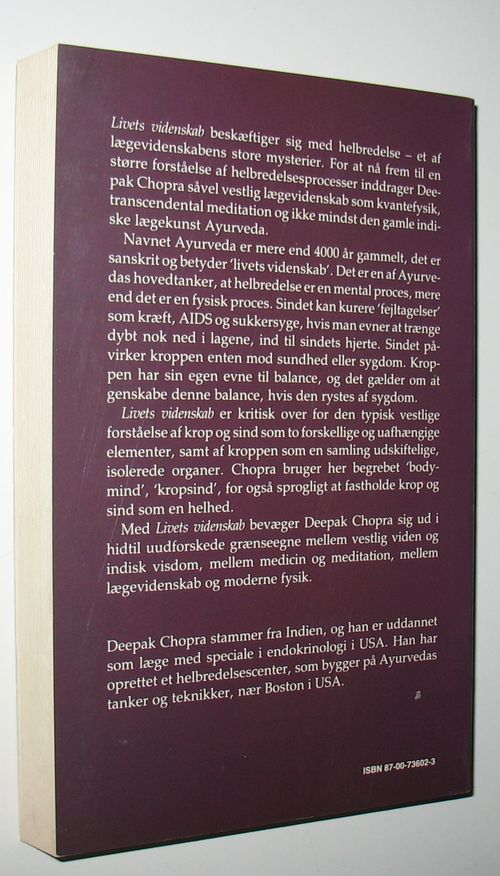 Livets videnskab beskæftiger sig med helbredelse – et af
lægevidenskabens store mysterier. For at nå frem til en
større forståelse af helbredelsesprocesser inddrager Dee-
pak Chopra såvel vestlig lægevidenskab som kvantefysik,
transcendental meditation og ikke mindst den gamle indi-
ske lægekunst Ayurveda.
Navnet Ayurveda er mere end 4000 år gammelt, det er
sanskrit og betyder 'livets videnskab'. Det er en af Ayurve-
das hovedtanker, at helbredelse er en mental proces, mere
end det er en fysisk proces. Sindet kan kurere 'fejltagelser'
som kræft, AIDS og sukkersyge, hvis man evner at trænge
dybt nok ned i lagene, ind til sindets hjerte. Sindet på-
virker kroppen enten mod sundhed eller sygdom. Krop-
pen har sin egen evne til balance, og det gælder om at
genskabe denne balance, hvis den rystes af sygdom.
Livets videnskab er kritisk over for den typisk vestlige
forståelse af krop og sind som to forskellige og uafhængige
elementer, samt af kroppen som en samling udskiftelige,
isolerede organer. Chopra bruger her begrebet 'body-
mind', 'kropsind', for også sprogligt at fastholde krop og
sind som en helhed.
Med Livets videnskab bevæger Deepak Chopra sig ud i
hidtil uudforskede grænseegne mellem vestlig viden og
indisk visdom, mellem medicin og meditation, mellem
lægevidenskab og moderne fysik.
Deepak Chopra stammer fra Indien, og han er uddannet
som læge med speciale i endokrinologi i USA. Han har
oprettet et helbredelsescenter, som bygger på Ayurvedas
tanker og teknikker, nær Boston i USA.
ISBN 87-00-73602-3